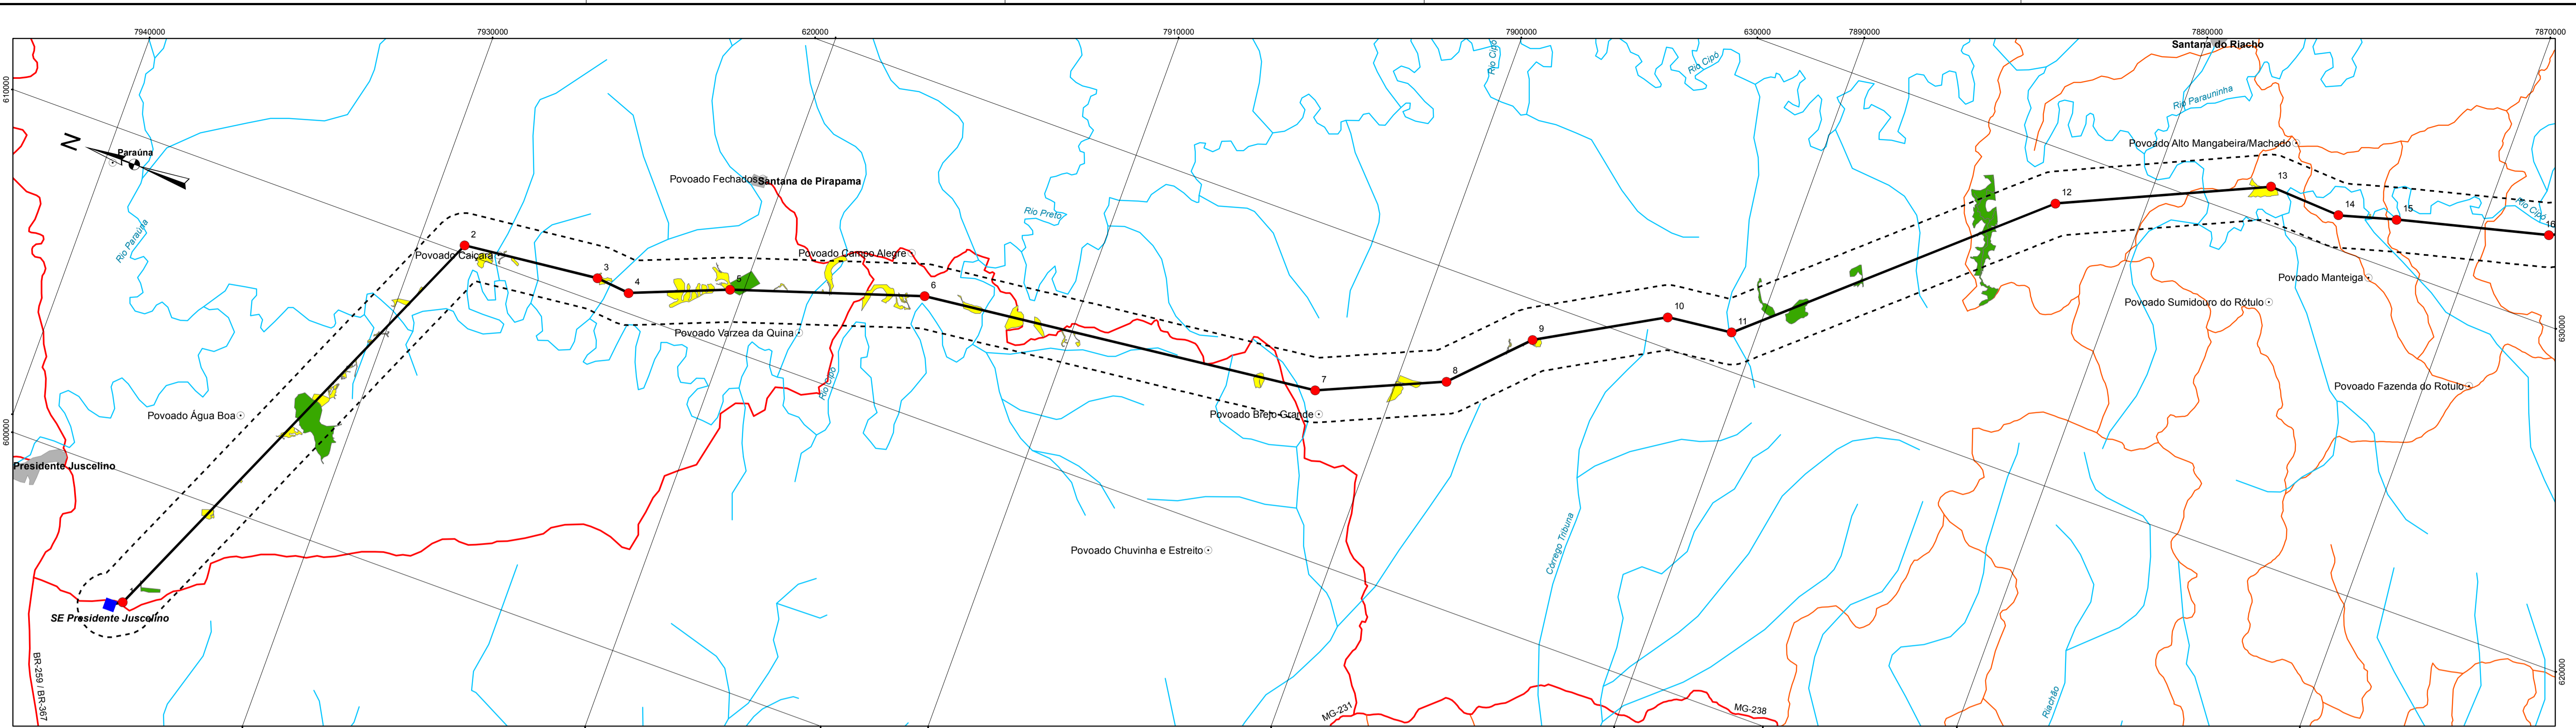 7940000
7930000
620000
7910000
7900000
630000
7890000
7880000
7870000
Santana do Riacho
610000
Rio Cipó
Rio Cipó
Rio Parauninha
N
Paraúna
Povoado Alto Mangabeira/Machado
Povoado Fechados
Santana de Pirapama
13
12
Rio Preto
Rio Cipó
14
15
16
Rio Paraúna
2
Povoado Caiçara
Povoado Campo Alegre
3
4
5
6
Povoado Manteiga
Povoado Sumidouro do Rótulo
10
11
9
630000
Povoado Varzea da Quina
Rio Cipó
7
8
Povoado Fazenda do Rotulo
Povoado Água Boa
Povoado Brejo Grande
600000
Presidente Juscelino
Córrego Tribuna
Povoado Chuvinha e Estreito
1
SE Presidente Juscelino
BR-259 / BR-367
620000
MG-231
MG-238
Riachão